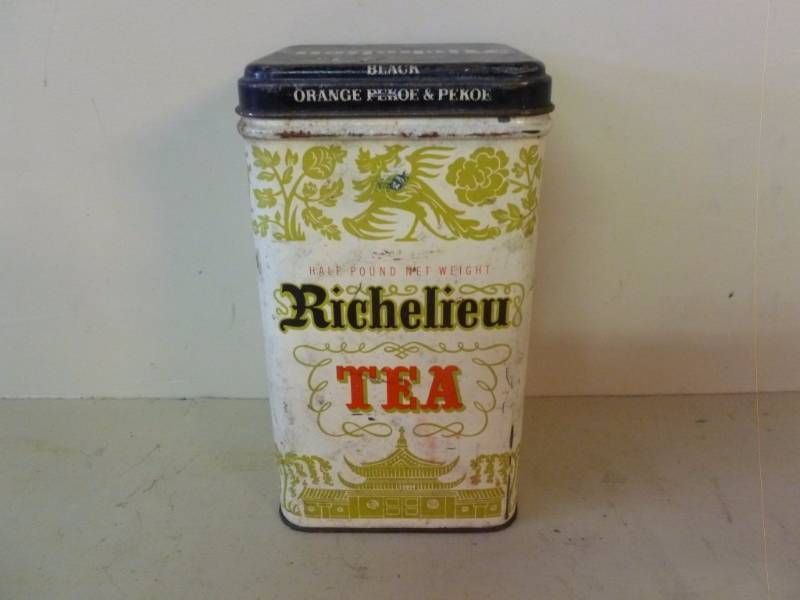 BLACK
ORANGE PEKOE & PEKOE
HALF POUND NET WEIGHT
Richelieu
TEA